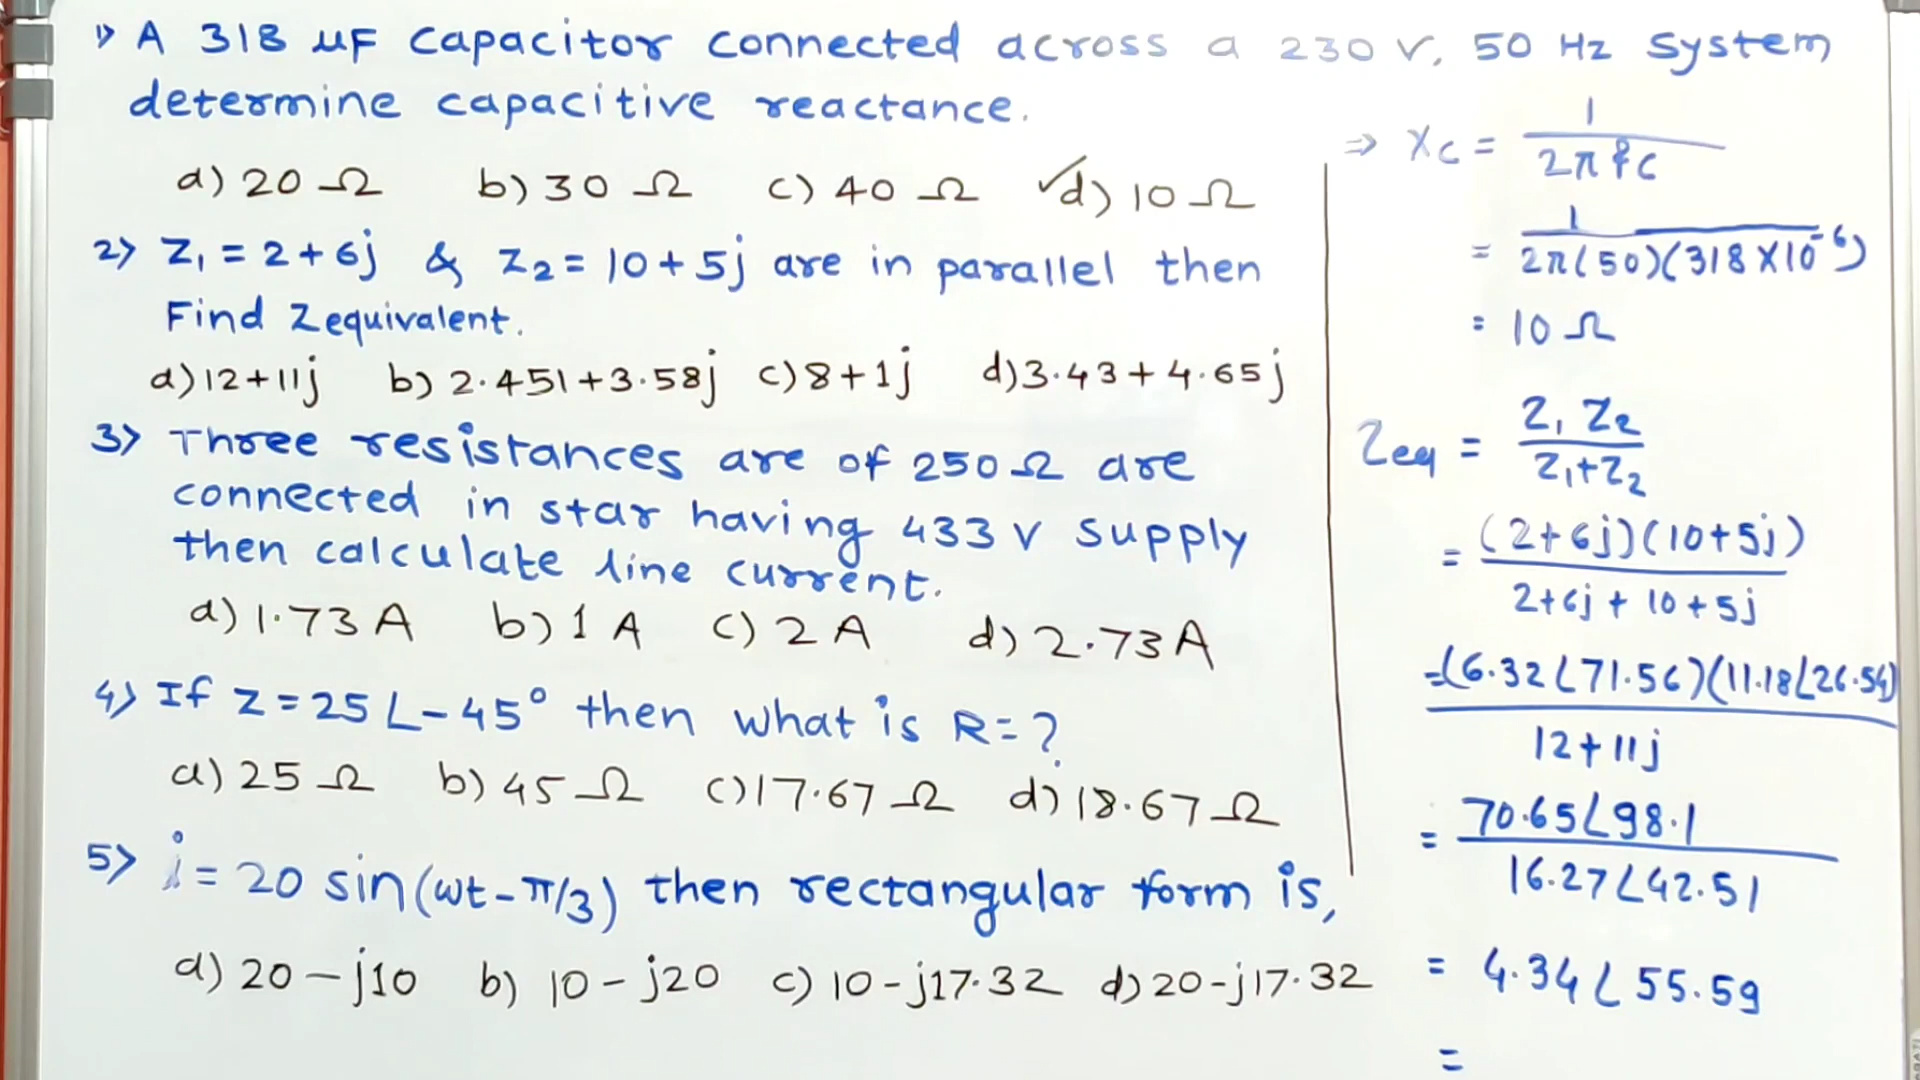 1) A 318 μF capacitor connected across a 230 V, 50 Hz system
determine capacitive reactance.
a) 20 Ω b) 30 Ω c) 40 Ω ✓d) 10 Ω
2) Z₁ = 2 + 6j & Z₂ = 10 + 5j are in parallel then
Find Zequivalent.
a) 12+11j b) 2.451+3.58j c) 8+1j d) 3.43+4.65j
3) Three resistances are of 250 Ω are
connected in star having 433 V supply
then calculate line current.
a) 1.73 A b) 1 A c) 2 A d) 2.73 A
4) If Z = 25 ∠-45° then what is R = ?
a) 25 Ω b) 45 Ω c) 17.67 Ω d) 18.67 Ω
5) i = 20 sin(ωt - π/3) then rectangular form is,
a) 20 - j10 b) 10 - j20 c) 10 - j17.32 d) 20 - j17.32
⇒ Xc = 1
2πfc
= 1
2π(50)(318×10⁻⁶)
= 10 Ω
Zeq = Z₁ Z₂
Z₁+Z₂
= (2+6j)(10+5j)
2+6j + 10+5j
= (6.32∠71.56)(11.18∠26.56)
12+11j
= 70.65∠98.1
16.27∠42.51
= 4.34∠55.59
=